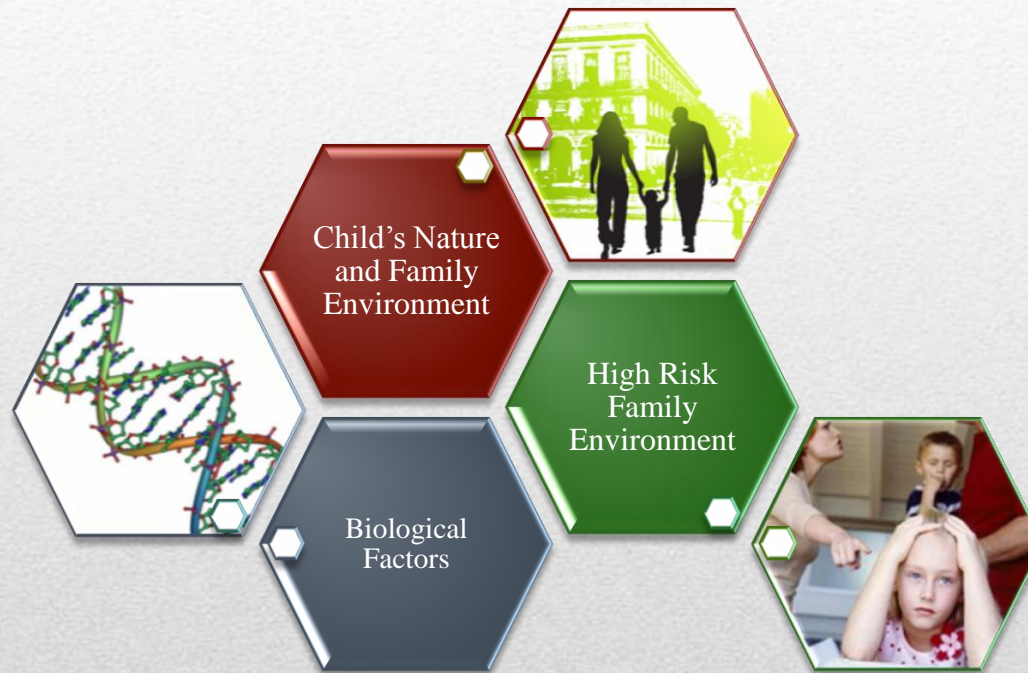 Child’s Nature
and Family
Environment
High Risk
Family
Environment
Biological
Factors